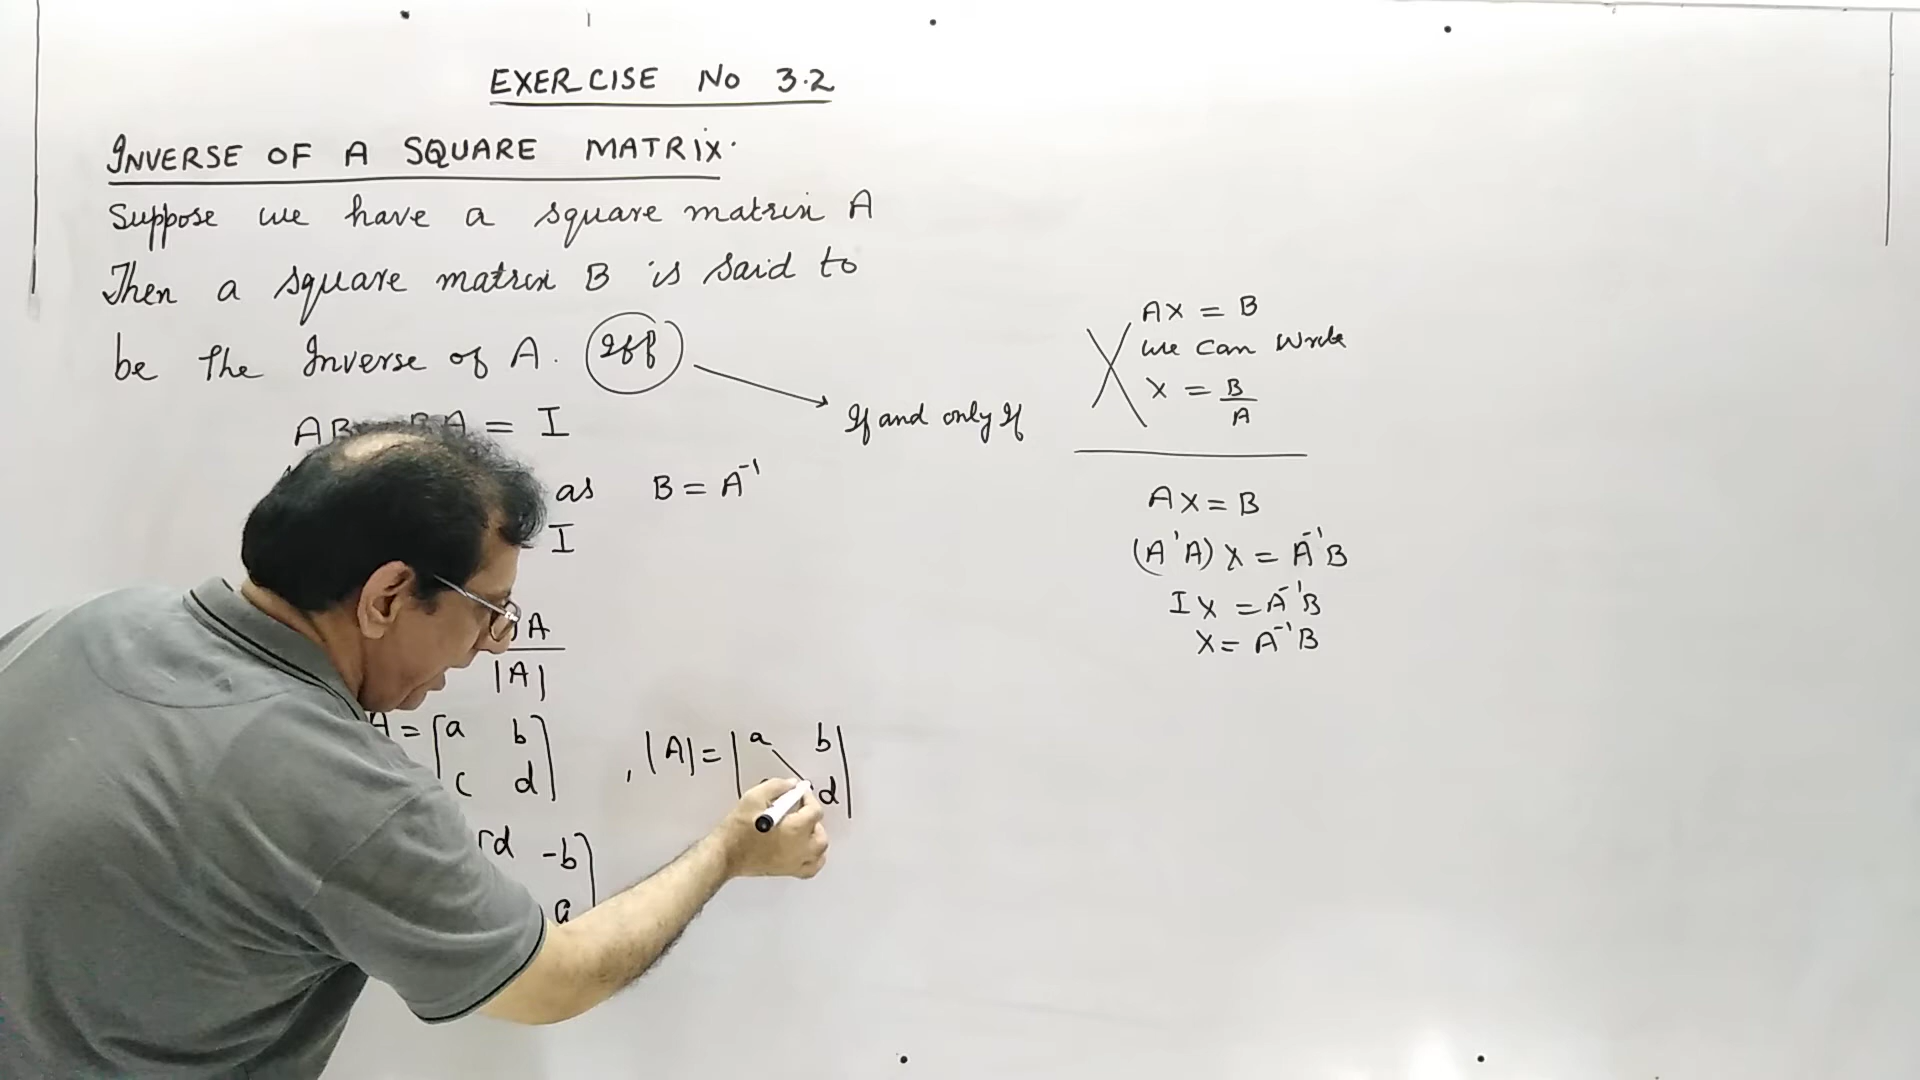 EXERCISE No 3.2
INVERSE OF A SQUARE MATRIX.
Suppose we have a square matrix A
Then a square matrix B is said to
be the Inverse of A. Iff
If and only If
AB = BA = I
as B = A⁻¹
I
A
|A|
A = [a b
c d]
, |A| = |a b
d|
[d -b
a]
AX = B
We can write
X = B/A
AX = B
(A⁻'A)X = A⁻¹B
IX = A⁻¹B
X = A⁻¹B